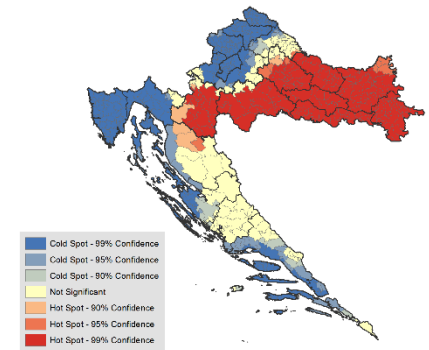 Cold Spot - 99% Confidence
Cold Spot - 95% Confidence
Cold Spot - 90% Confidence
Not Significant
Hot Spot - 90% Confidence
Hot Spot - 95% Confidence
Hot Spot - 99% Confidence